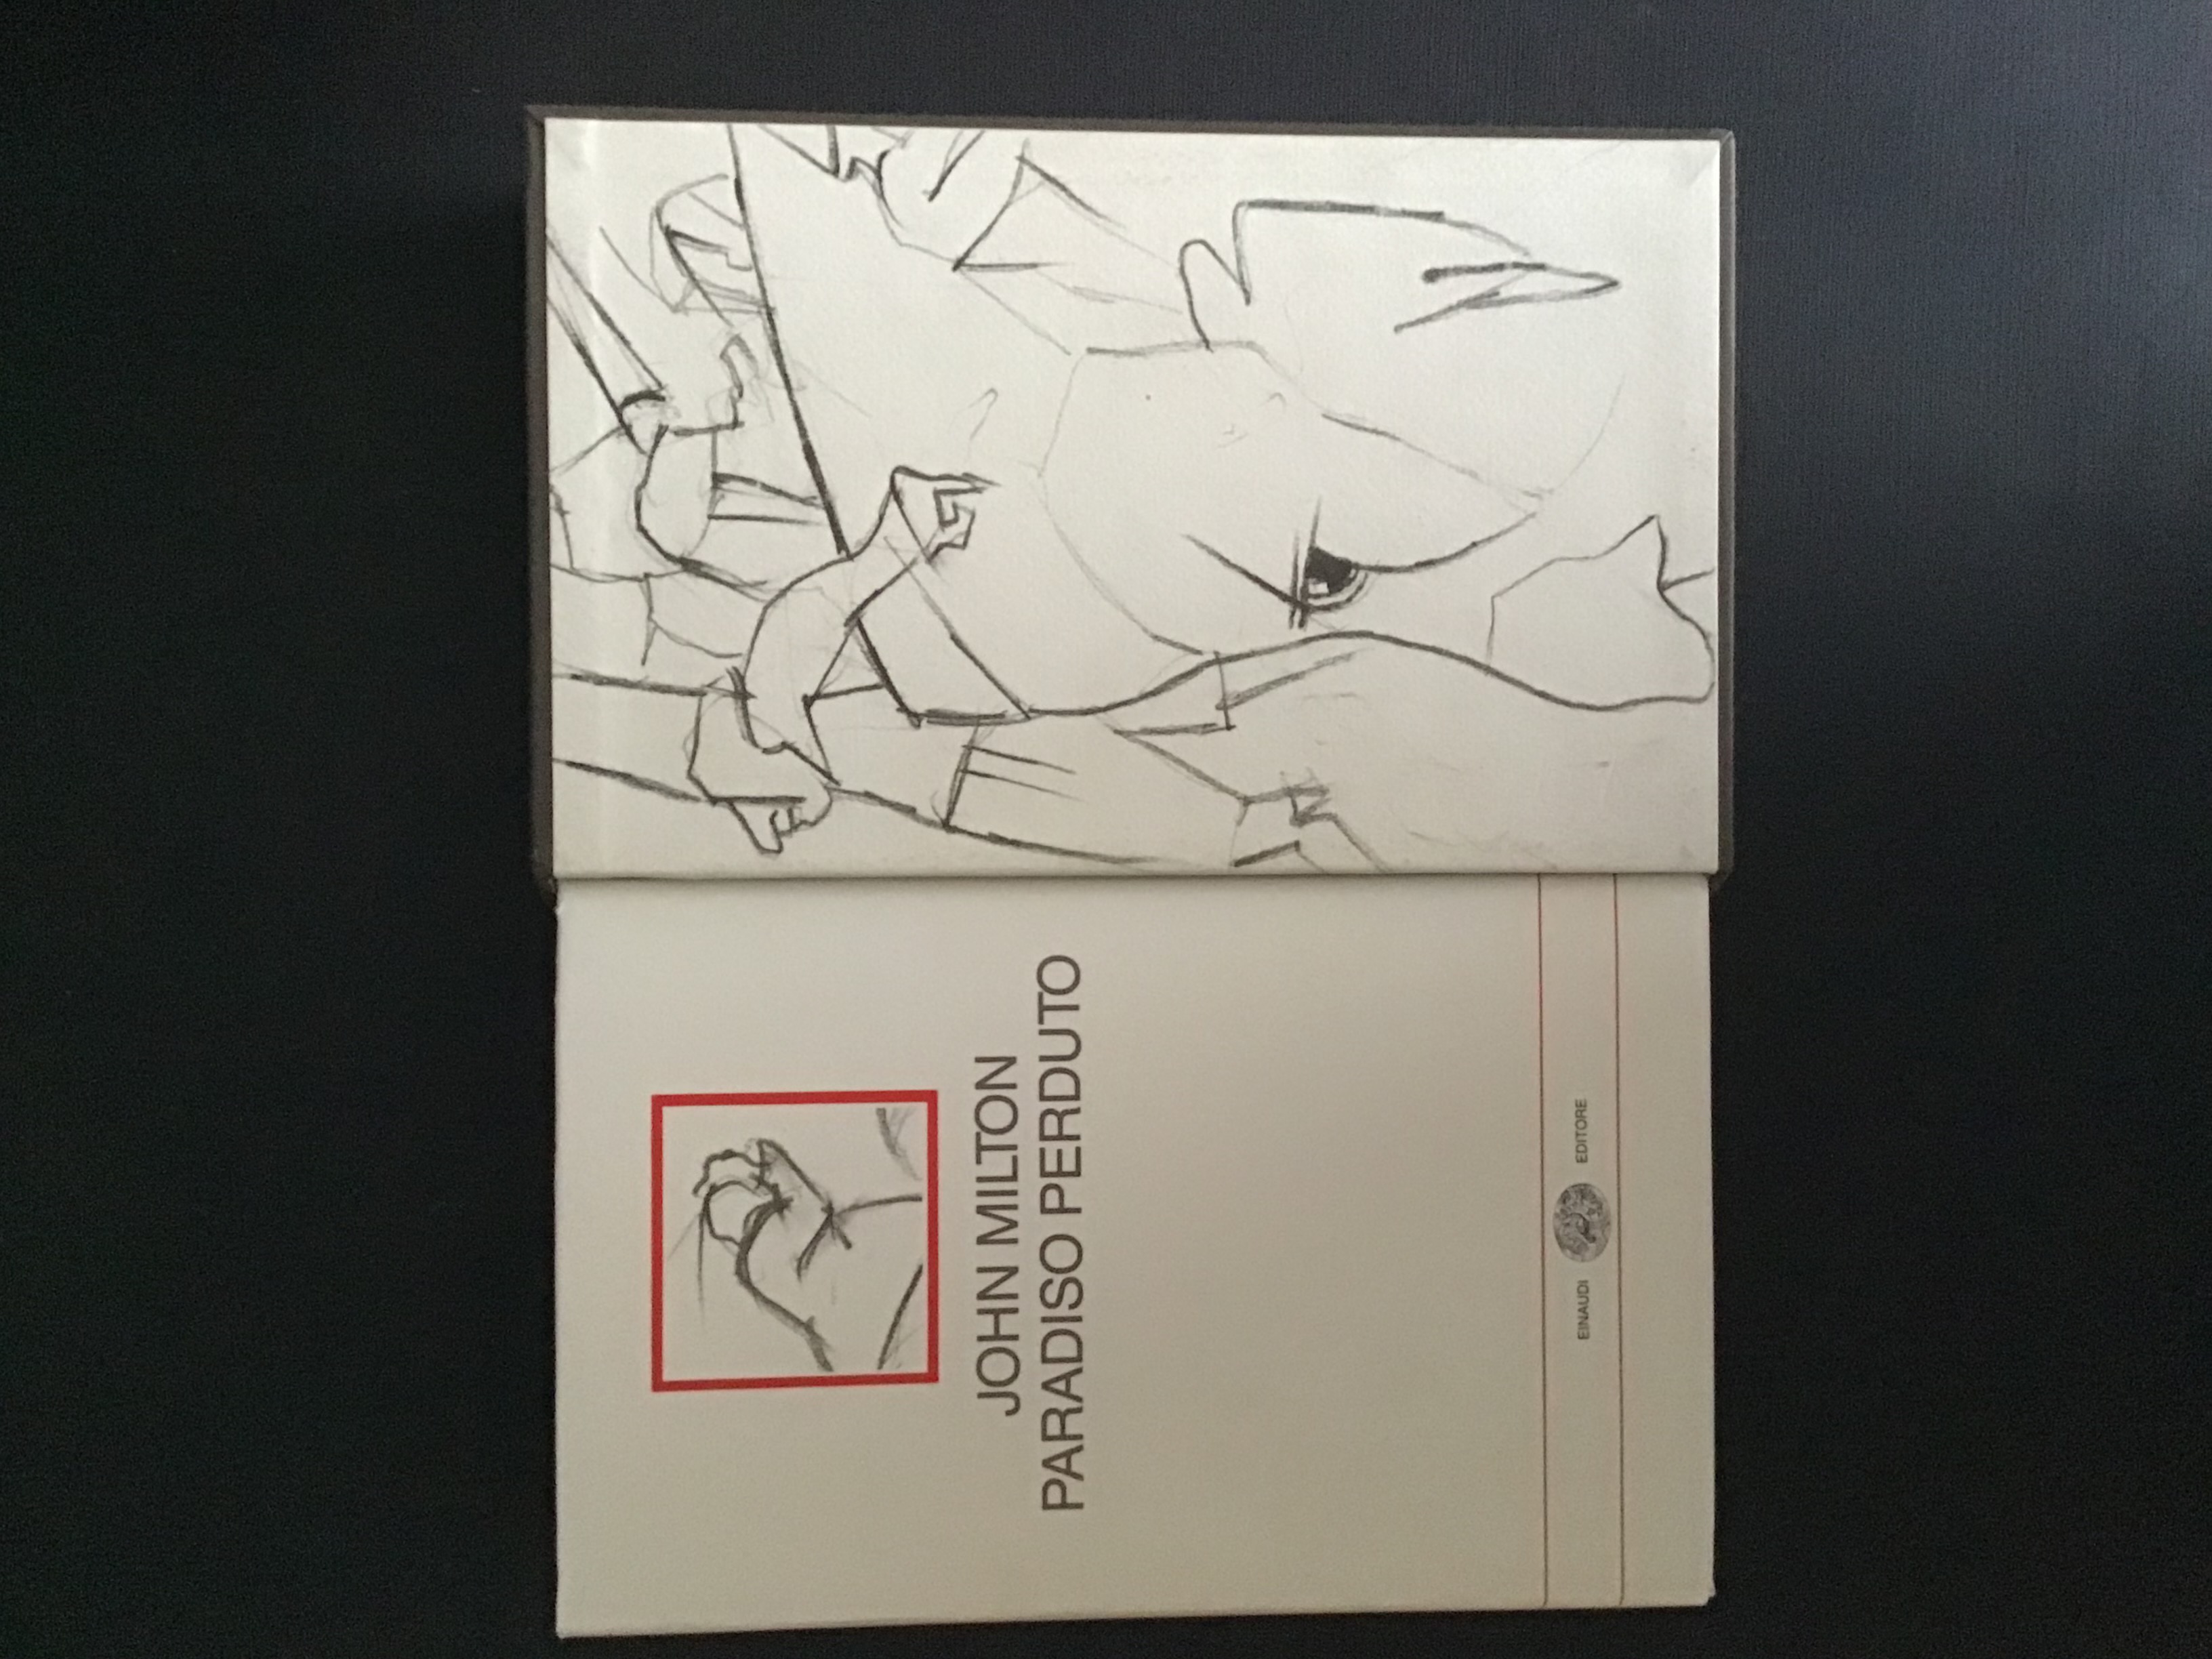 JOHN MILTON
PARADISO PERDUTO
EINAUDI EDITORE